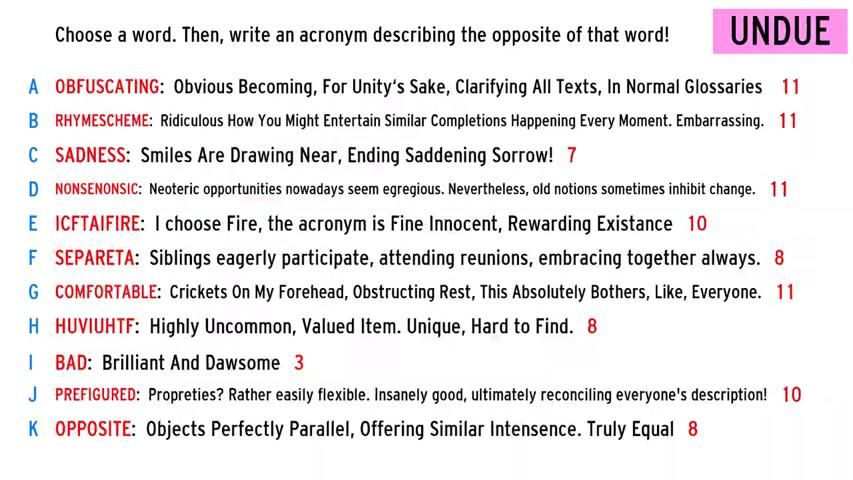 Choose a word. Then, write an acronym describing the opposite of that word!
UNDUE
A OBFUSCATING: Obvious Becoming, For Unity's Sake, Clarifying All Texts, In Normal Glossaries 11
B RHYMESCHEME: Ridiculous How You Might Entertain Similar Completions Happening Every Moment. Embarrassing. 11
C SADNESS: Smiles Are Drawing Near, Ending Saddening Sorrow! 7
D NONSENONSIC: Neoteric opportunities nowadays seem egregious. Nevertheless, old notions sometimes inhibit change. 11
E ICFTAIFIRE: I choose Fire, the acronym is Fine Innocent, Rewarding Existance 10
F SEPARETA: Siblings eagerly participate, attending reunions, embracing together always. 8
G COMFORTABLE: Crickets On My Forehead, Obstructing Rest, This Absolutely Bothers, Like, Everyone. 11
H HUVIUHTF: Highly Uncommon, Valued Item. Unique, Hard to Find. 8
I BAD: Brilliant And Dawsome 3
J PREFIGURED: Propreties? Rather easily flexible. Insanely good, ultimately reconciling everyone's description! 10
K OPPOSITE: Objects Perfectly Parallel, Offering Similar Intensence. Truly Equal 8